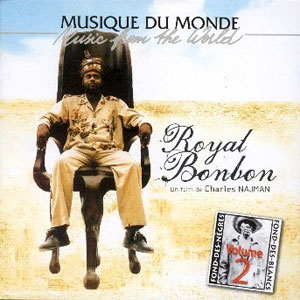 MUSIQUE DU MONDE
Music from the World
Royal
Bonbon
Un film de Charles NAJMAN
FOND-DES-NÈGRES
FOND-DES-BLANCS
Volume
2